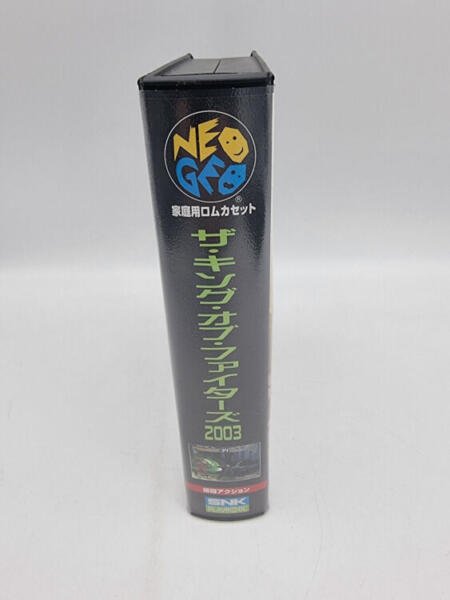 NEO
GEO
®
家庭用ロムカセット
ザ・キング・オブ・ファイターズ
2003
格闘アクション
SNK
PLAYMORE